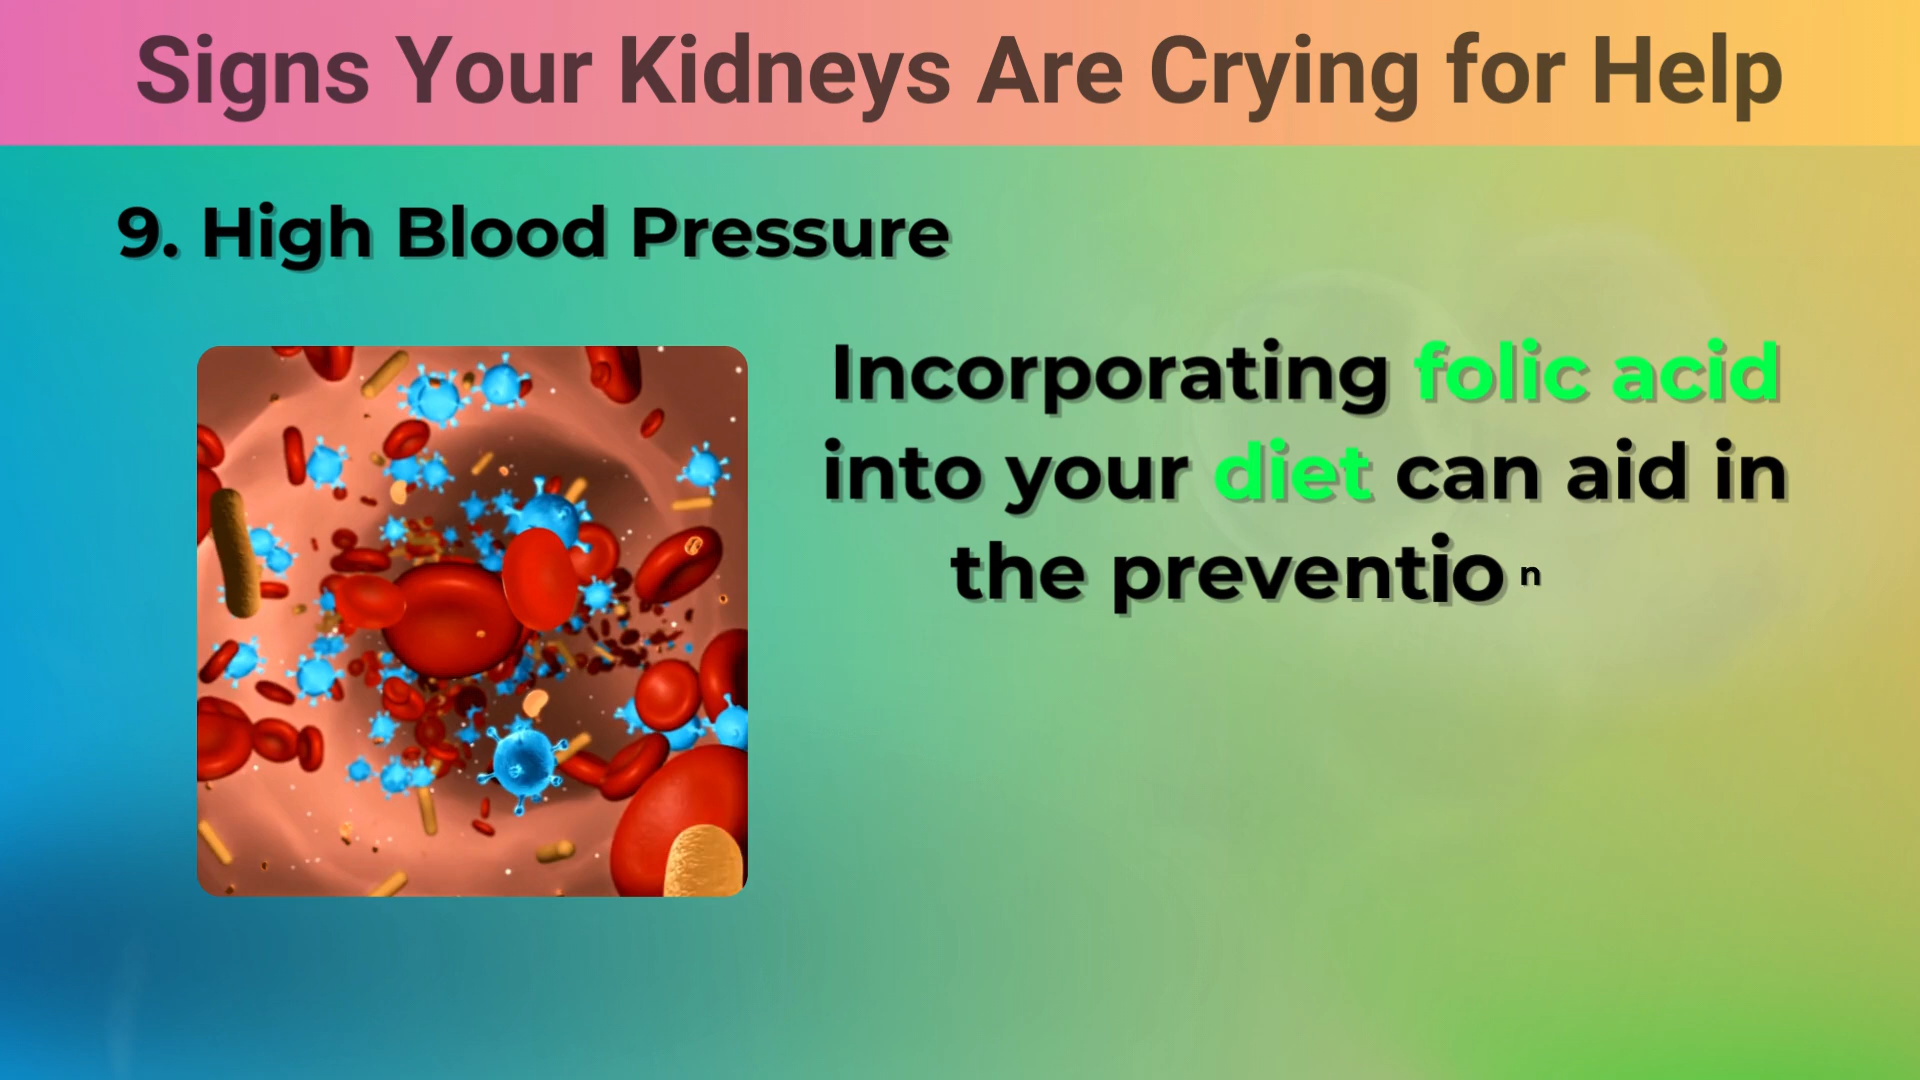 Signs Your Kidneys Are Crying for Help
9. High Blood Pressure
Incorporating folic acid
into your diet can aid in
the prevention